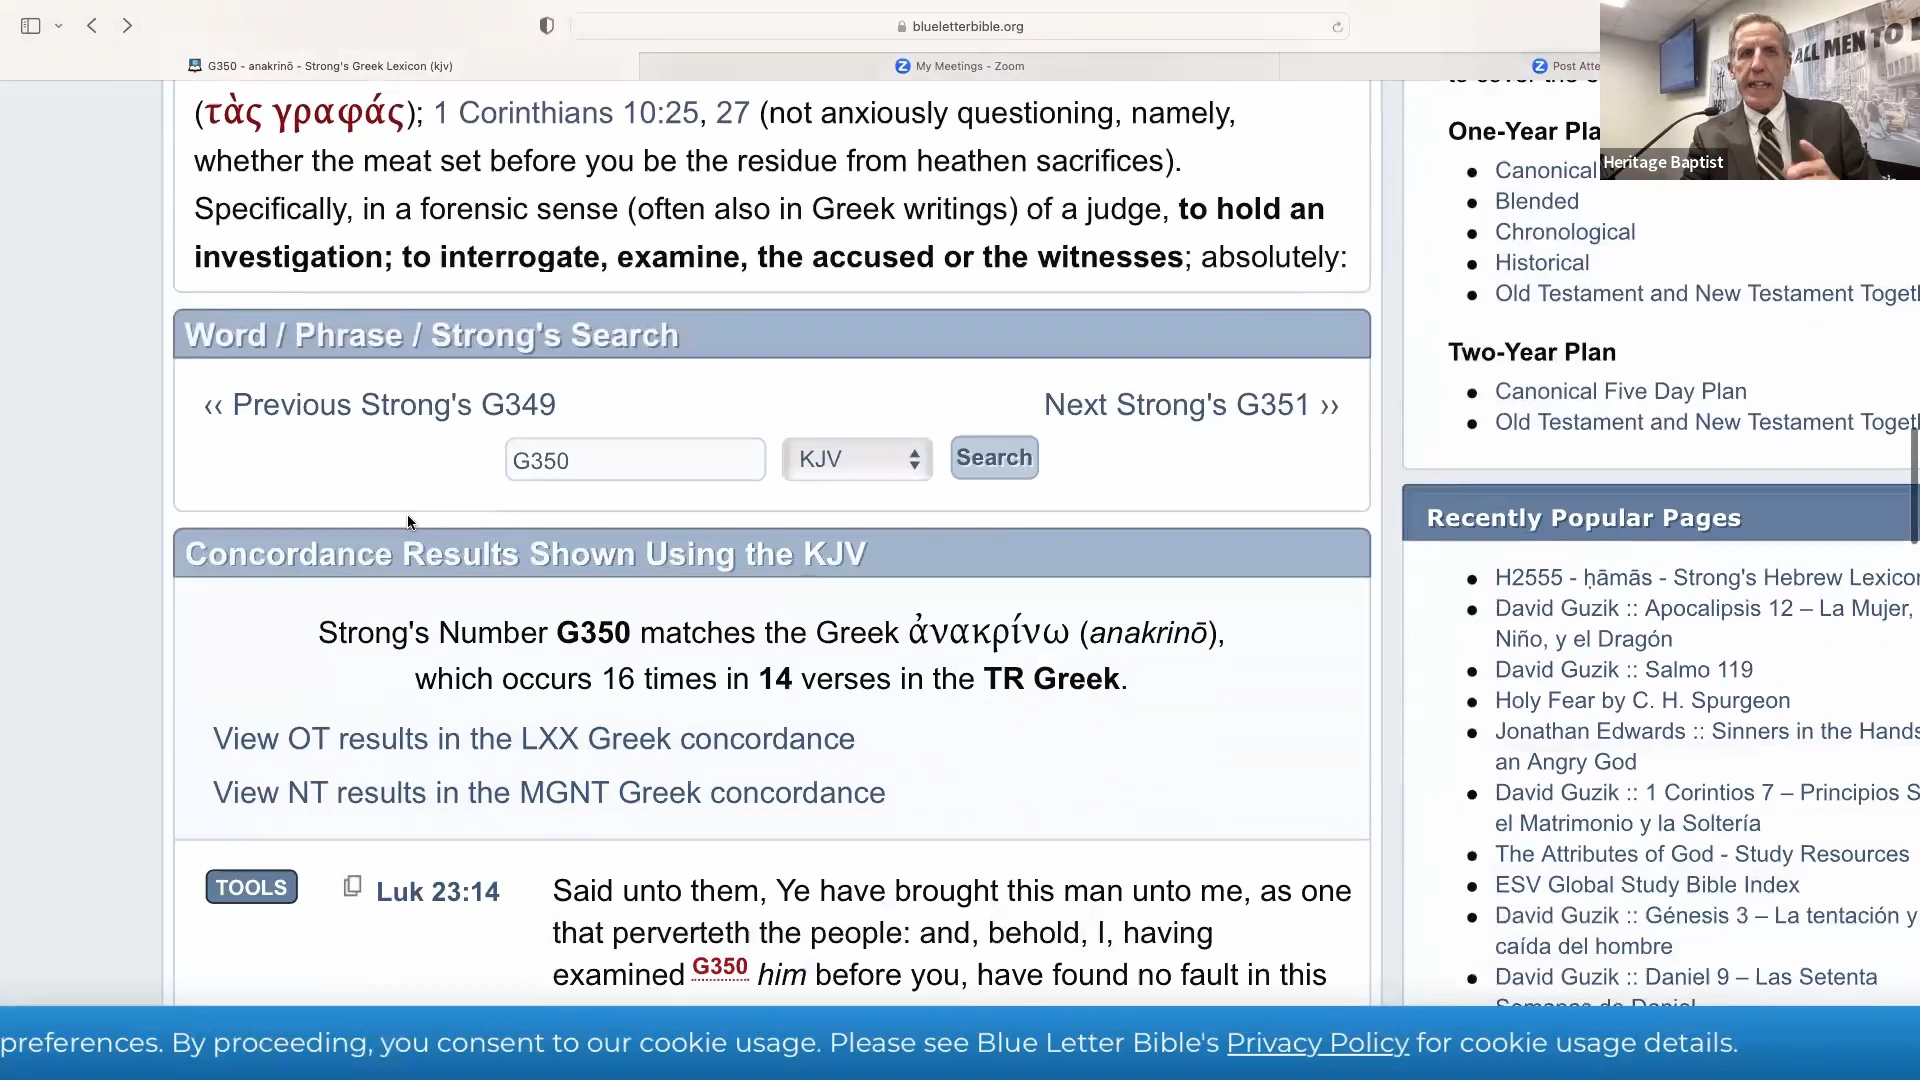 blueletterbible.org
G350 - anakrinō - Strong's Greek Lexicon (kjv)
My Meetings - Zoom
Post Atte
(τὰς γραφάς); 1 Corinthians 10:25, 27 (not anxiously questioning, namely,
whether the meat set before you be the residue from heathen sacrifices).
Specifically, in a forensic sense (often also in Greek writings) of a judge, to hold an
investigation; to interrogate, examine, the accused or the witnesses; absolutely:
Word / Phrase / Strong's Search
‹‹ Previous Strong's G349
Next Strong's G351 ››
G350
KJV
Search
Concordance Results Shown Using the KJV
Strong's Number G350 matches the Greek ἀνακρίνω (anakrinō),
which occurs 16 times in 14 verses in the TR Greek.
View OT results in the LXX Greek concordance
View NT results in the MGNT Greek concordance
TOOLS
Luk 23:14
Said unto them, Ye have brought this man unto me, as one
that perverteth the people: and, behold, I, having
examined G350 him before you, have found no fault in this
ALL MEN TO
Heritage Baptist
One-Year Pla
Canonical
Blended
Chronological
Historical
Old Testament and New Testament Togeth
Two-Year Plan
Canonical Five Day Plan
Old Testament and New Testament Togeth
Recently Popular Pages
H2555 - ḥāmās - Strong's Hebrew Lexicon
David Guzik :: Apocalipsis 12 – La Mujer,
Niño, y el Dragón
David Guzik :: Salmo 119
Holy Fear by C. H. Spurgeon
Jonathan Edwards :: Sinners in the Hands
an Angry God
David Guzik :: 1 Corintios 7 – Principios S
el Matrimonio y la Soltería
The Attributes of God - Study Resources
ESV Global Study Bible Index
David Guzik :: Génesis 3 – La tentación y
caída del hombre
David Guzik :: Daniel 9 – Las Setenta
Semanas de Daniel
preferences. By proceeding, you consent to our cookie usage. Please see Blue Letter Bible's Privacy Policy for cookie usage details.